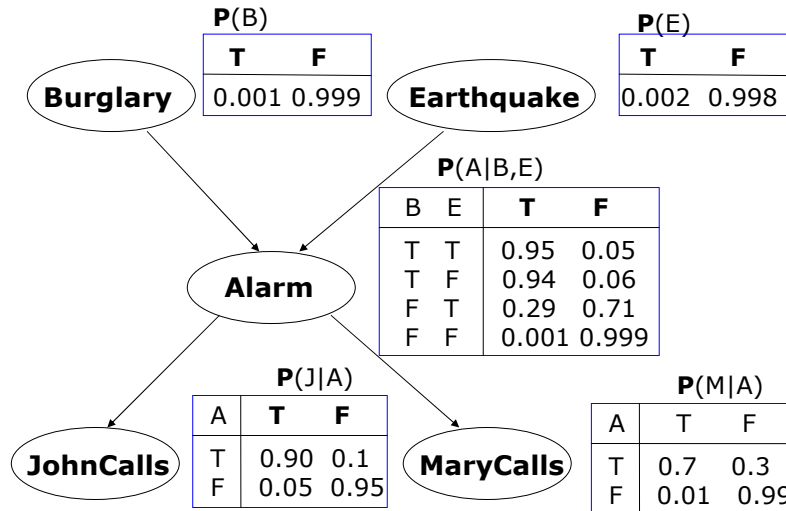 P(B)
T F
0.001 0.999
Burglary
P(E)
T F
0.002 0.998
Earthquake
P(A|B,E)
B E T F
T T 0.95 0.05
T F 0.94 0.06
F T 0.29 0.71
F F 0.001 0.999
Alarm
P(J|A)
A T F
T 0.90 0.1
F 0.05 0.95
JohnCalls
P(M|A)
A T F
T 0.7 0.3
F 0.01 0.99
MaryCalls